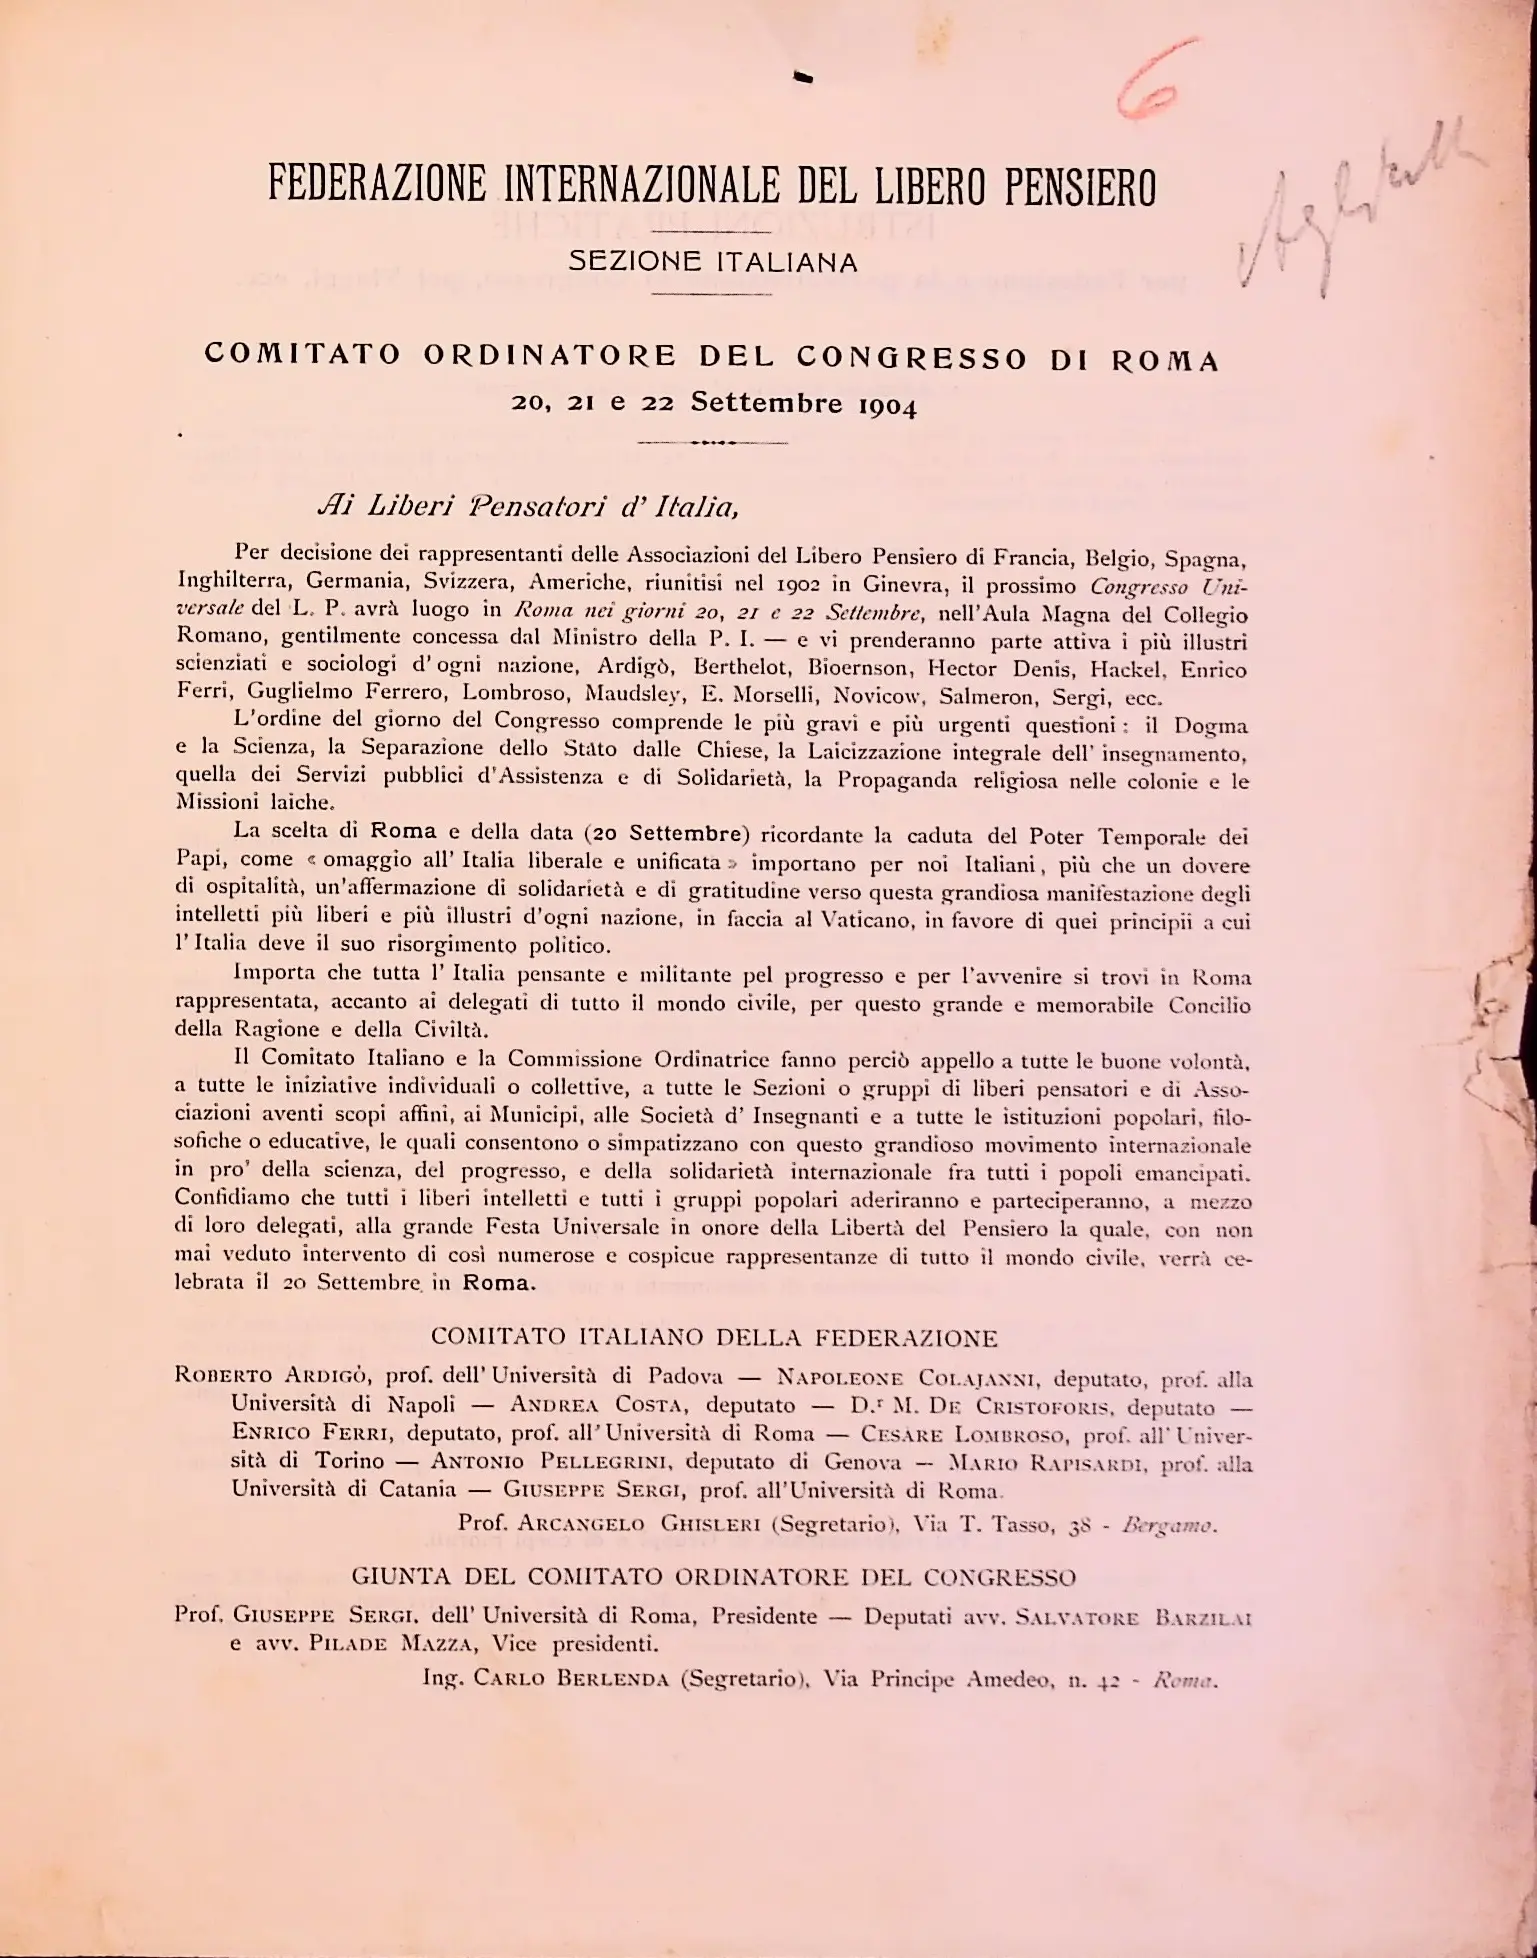 6
FEDERAZIONE INTERNAZIONALE DEL LIBERO PENSIERO
SEZIONE ITALIANA
COMITATO ORDINATORE DEL CONGRESSO DI ROMA
20, 21 e 22 Settembre 1904
Ai Liberi Pensatori d' Italia,
Per decisione dei rappresentanti delle Associazioni del Libero Pensiero di Francia, Belgio, Spagna,
Inghilterra, Germania, Svizzera, Americhe, riunitisi nel 1902 in Ginevra, il prossimo Congresso Uni-
versale del L. P. avrà luogo in Roma nei giorni 20, 21 e 22 Settembre, nell'Aula Magna del Collegio
Romano, gentilmente concessa dal Ministro della P. I. — e vi prenderanno parte attiva i più illustri
scienziati e sociologi d' ogni nazione, Ardigò, Berthelot, Bioernson, Hector Denis, Hackel, Enrico
Ferri, Guglielmo Ferrero, Lombroso, Maudsley, E. Morselli, Novicow, Salmeron, Sergi, ecc.
L'ordine del giorno del Congresso comprende le più gravi e più urgenti questioni : il Dogma
e la Scienza, la Separazione dello Stato dalle Chiese, la Laicizzazione integrale dell' insegnamento,
quella dei Servizi pubblici d'Assistenza e di Solidarietà, la Propaganda religiosa nelle colonie e le
Missioni laiche.
La scelta di Roma e della data (20 Settembre) ricordante la caduta del Poter Temporale dei
Papi, come « omaggio all' Italia liberale e unificata » importano per noi Italiani, più che un dovere
di ospitalità, un'affermazione di solidarietà e di gratitudine verso questa grandiosa manifestazione degli
intelletti più liberi e più illustri d'ogni nazione, in faccia al Vaticano, in favore di quei principii a cui
l' Italia deve il suo risorgimento politico.
Importa che tutta l' Italia pensante e militante pel progresso e per l'avvenire si trovi in Roma
rappresentata, accanto ai delegati di tutto il mondo civile, per questo grande e memorabile Concilio
della Ragione e della Civiltà.
Il Comitato Italiano e la Commissione Ordinatrice fanno perciò appello a tutte le buone volontà,
a tutte le iniziative individuali o collettive, a tutte le Sezioni o gruppi di liberi pensatori e di Asso-
ciazioni aventi scopi affini, ai Municipi, alle Società d' Insegnanti e a tutte le istituzioni popolari, filo-
sofiche o educative, le quali consentono o simpatizzano con questo grandioso movimento internazionale
in pro' della scienza, del progresso, e della solidarietà internazionale fra tutti i popoli emancipati.
Confidiamo che tutti i liberi intelletti e tutti i gruppi popolari aderiranno e parteciperanno, a mezzo
di loro delegati, alla grande Festa Universale in onore della Libertà del Pensiero la quale, con non
mai veduto intervento di così numerose e cospicue rappresentanze di tutto il mondo civile, verrà ce-
lebrata il 20 Settembre in Roma.
COMITATO ITALIANO DELLA FEDERAZIONE
ROBERTO ARDIGÒ, prof. dell' Università di Padova — NAPOLEONE COLAJANNI, deputato, prof. alla
Università di Napoli — ANDREA COSTA, deputato — D.r M. DE CRISTOFORIS, deputato —
ENRICO FERRI, deputato, prof. all' Università di Roma — CESARE LOMBROSO, prof. all' Univer-
sità di Torino — ANTONIO PELLEGRINI, deputato di Genova — MARIO RAPISARDI, prof. alla
Università di Catania — GIUSEPPE SERGI, prof. all'Università di Roma.
Prof. ARCANGELO GHISLERI (Segretario), Via T. Tasso, 38 - Bergamo.
GIUNTA DEL COMITATO ORDINATORE DEL CONGRESSO
Prof. GIUSEPPE SERGI, dell' Università di Roma, Presidente — Deputati avv. SALVATORE BARZILAI
e avv. PILADE MAZZA, Vice presidenti.
Ing. CARLO BERLENDA (Segretario), Via Principe Amedeo, n. 42 - Roma.